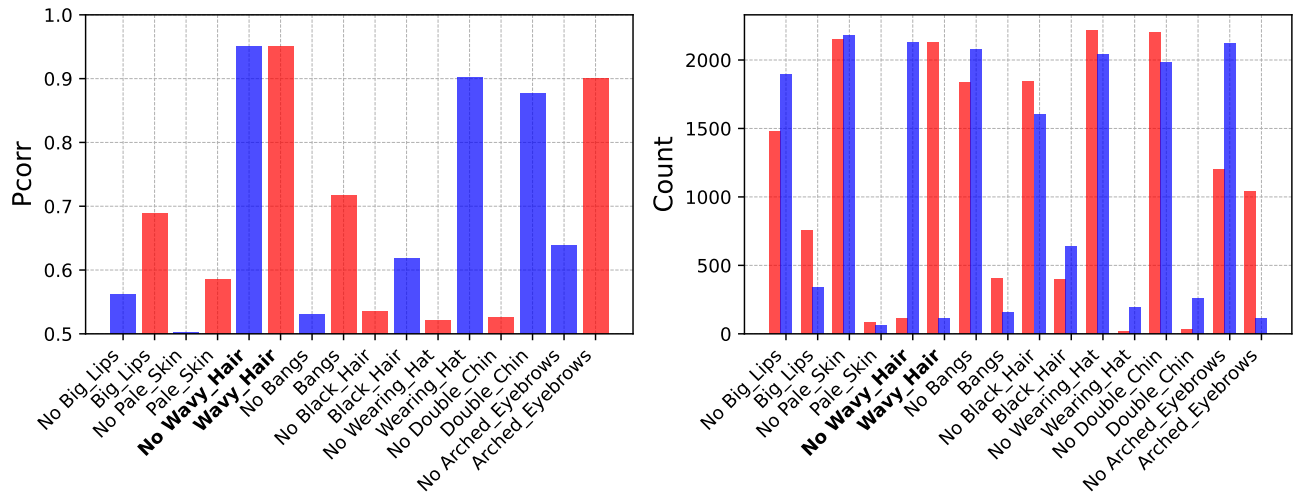 Pcorr
1.0
0.9
0.8
0.7
0.6
0.5
No Big_Lips
Big_Lips
No Pale_Skin
Pale_Skin
No Wavy_Hair
Wavy_Hair
No Bangs
Bangs
No Black_Hair
Black_Hair
No Wearing_Hat
Wearing_Hat
No Double_Chin
Double_Chin
No Arched_Eyebrows
Arched_Eyebrows
Count
2000
1500
1000
500
0
No Big_Lips
Big_Lips
No Pale_Skin
Pale_Skin
No Wavy_Hair
Wavy_Hair
No Bangs
Bangs
No Black_Hair
Black_Hair
No Wearing_Hat
Wearing_Hat
No Double_Chin
Double_Chin
No Arched_Eyebrows
Arched_Eyebrows